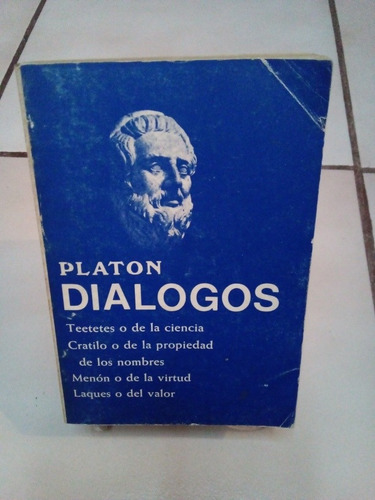 PLATON
DIALOGOS
Teetetes o de la ciencia
Cratilo o de la propiedad
de los nombres
Menón o de la virtud
Laques o del valor